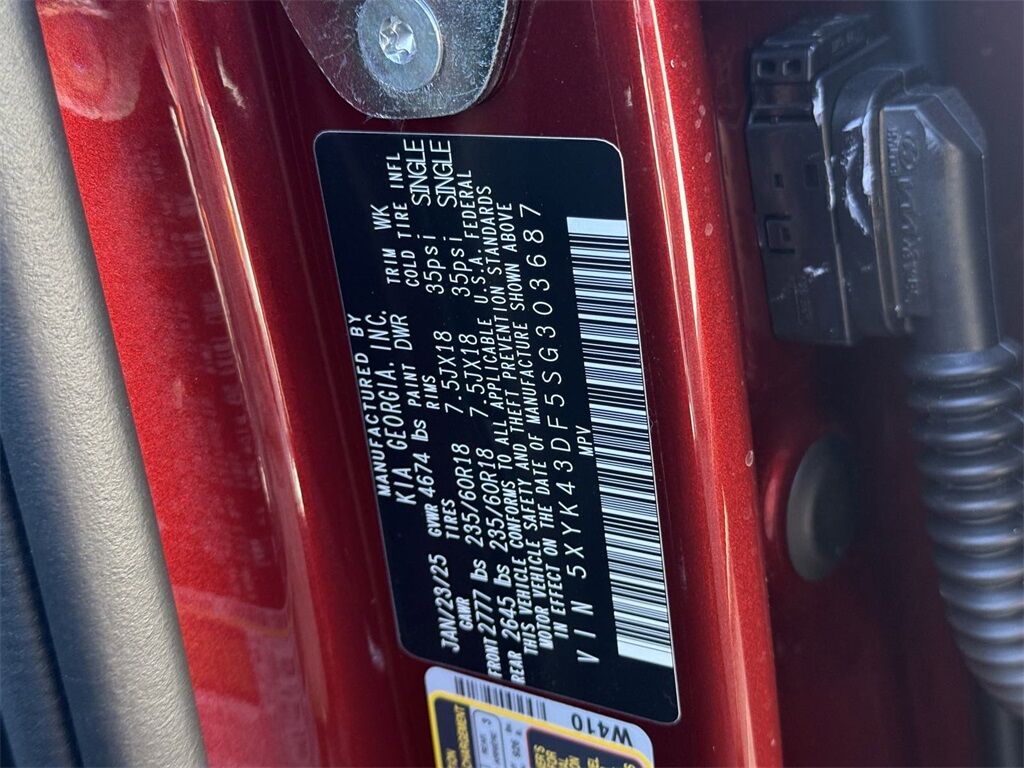 MANUFACTURED BY
KIA GEORGIA. INC.
JAN/23/25 GVWR 4674 lbs PAINT DWR TRIM WK
GAWR TIRES RIMS COLD TIRE INFL
FRONT 2777 lbs 235/60R18 7.5JX18 35psi SINGLE
REAR 2645 lbs 235/60R18 7.5JX18 35psi SINGLE
THIS VEHICLE CONFORMS TO ALL APPLICABLE U.S.A. FEDERAL
MOTOR VEHICLE SAFETY AND THEFT PREVENTION STANDARDS
IN EFFECT ON THE DATE OF MANUFACTURE SHOWN ABOVE
VIN 5XYK43DF5SG303687
MPV
W410